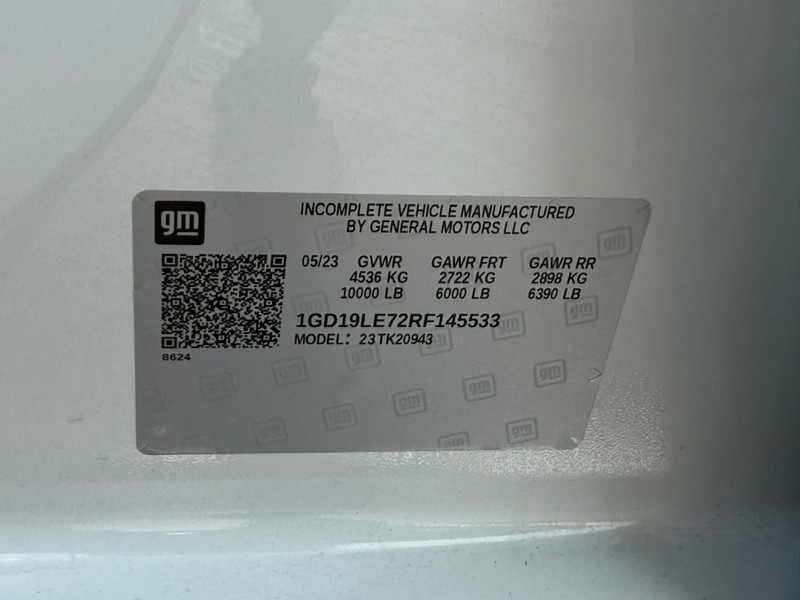 gm
INCOMPLETE VEHICLE MANUFACTURED
BY GENERAL MOTORS LLC
05/23 GVWR GAWR FRT GAWR RR
4536 KG 2722 KG 2898 KG
10000 LB 6000 LB 6390 LB
1GD19LE72RF145533
MODEL: 23TK20943
8624